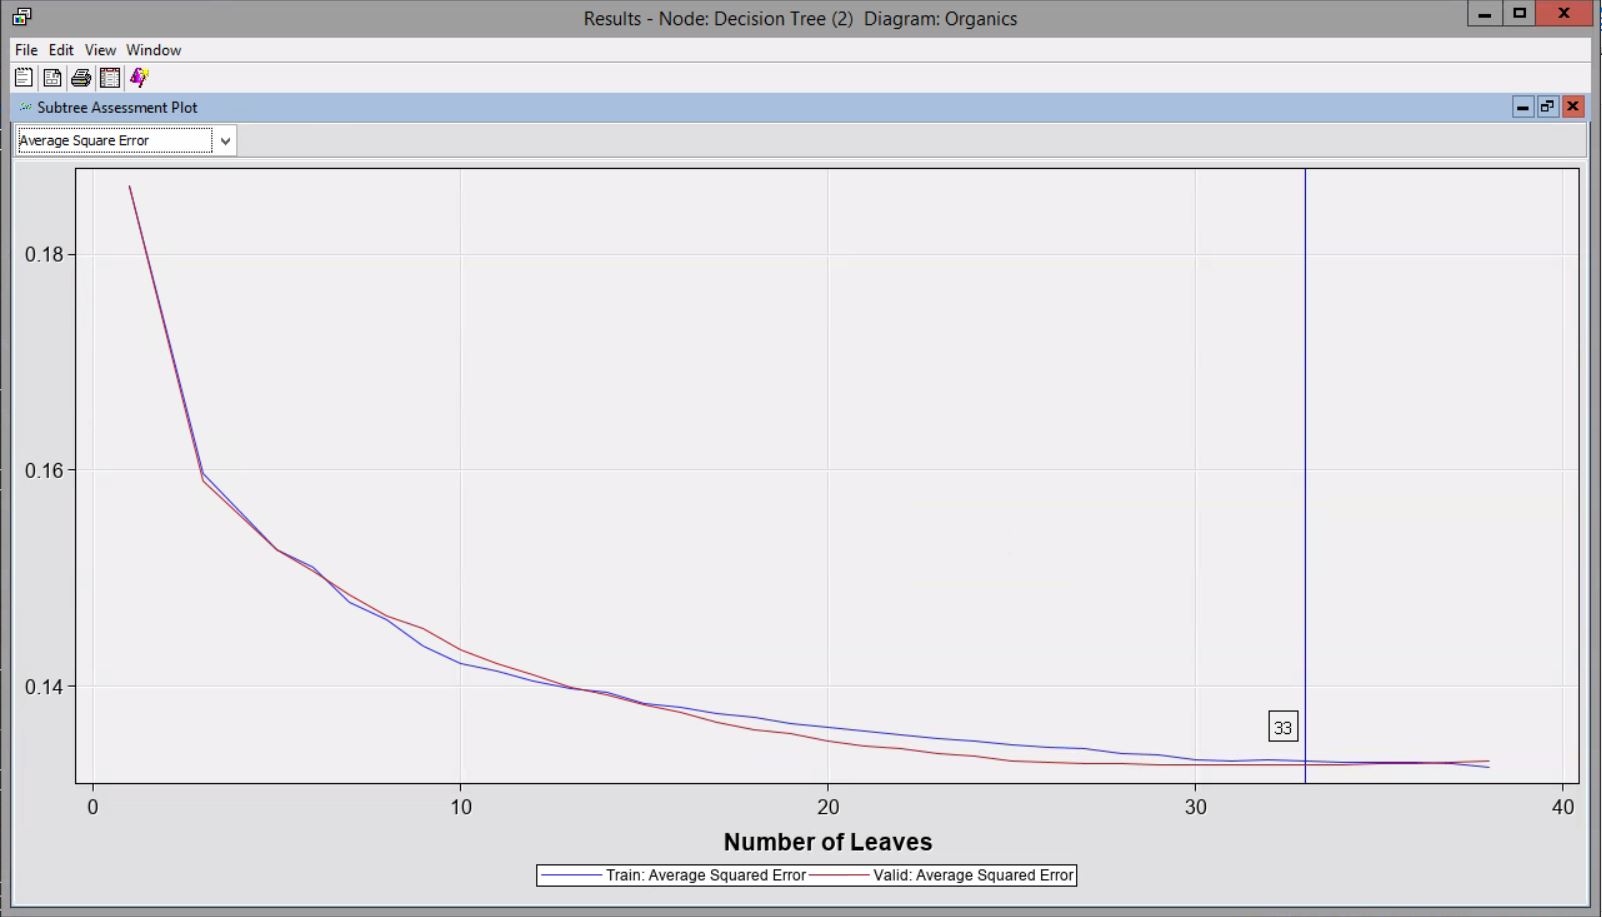 Results - Node: Decision Tree (2)  Diagram: Organics
File Edit View Window
Subtree Assessment Plot
Average Square Error
0.18
0.16
0.14
33
0 10 20 30 40
Number of Leaves
Train: Average Squared Error Valid: Average Squared Error